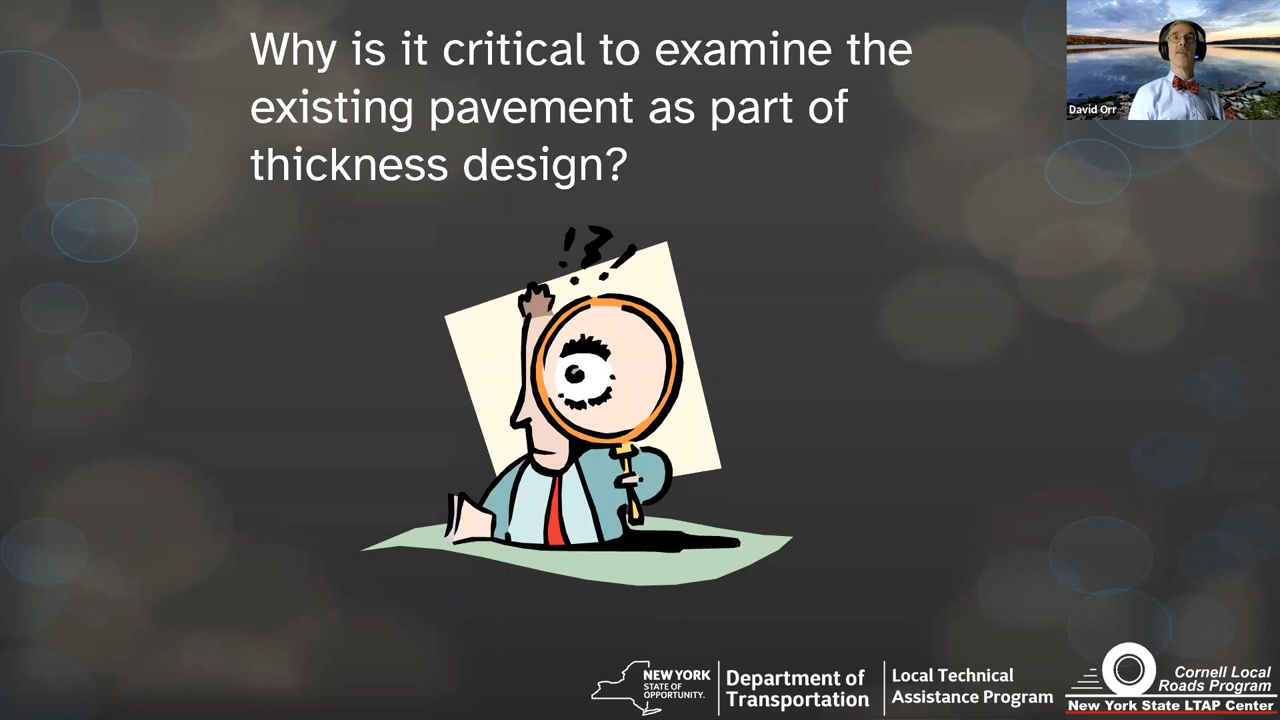 Why is it critical to examine the
existing pavement as part of
thickness design?
David Orr
!?!
NEW YORK
STATE OF
OPPORTUNITY.
Department of
Transportation
Local Technical
Assistance Program
Cornell Local
Roads Program
New York State LTAP Center